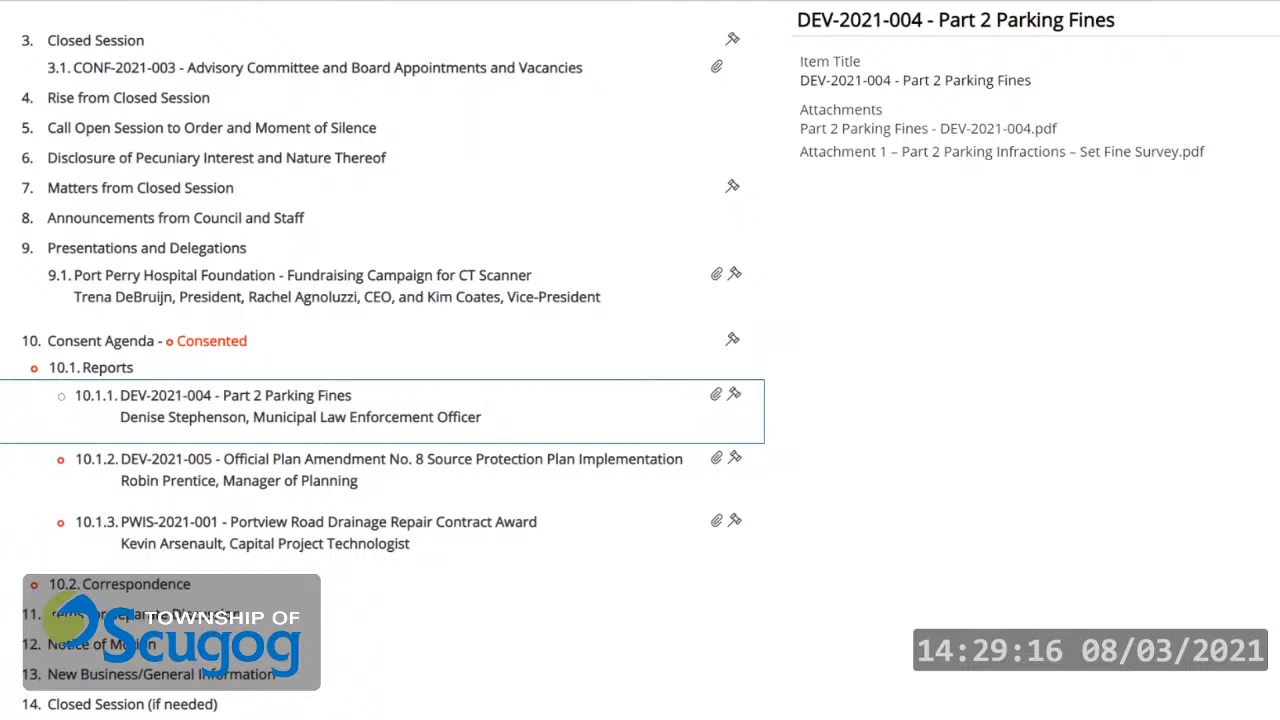 3. Closed Session
3.1. CONF-2021-003 - Advisory Committee and Board Appointments and Vacancies
4. Rise from Closed Session
5. Call Open Session to Order and Moment of Silence
6. Disclosure of Pecuniary Interest and Nature Thereof
7. Matters from Closed Session
8. Announcements from Council and Staff
9. Presentations and Delegations
9.1. Port Perry Hospital Foundation - Fundraising Campaign for CT Scanner
Trena DeBruijn, President, Rachel Agnoluzzi, CEO, and Kim Coates, Vice-President
10. Consent Agenda - Consented
10.1. Reports
10.1.1. DEV-2021-004 - Part 2 Parking Fines
Denise Stephenson, Municipal Law Enforcement Officer
10.1.2. DEV-2021-005 - Official Plan Amendment No. 8 Source Protection Plan Implementation
Robin Prentice, Manager of Planning
10.1.3. PWIS-2021-001 - Portview Road Drainage Repair Contract Award
Kevin Arsenault, Capital Project Technologist
10.2. Correspondence
11.
12. Notice of Motion
13. New Business/General Information
14. Closed Session (if needed)
TOWNSHIP OF
Scugog
DEV-2021-004 - Part 2 Parking Fines
Item Title
DEV-2021-004 - Part 2 Parking Fines
Attachments
Part 2 Parking Fines - DEV-2021-004.pdf
Attachment 1 – Part 2 Parking Infractions – Set Fine Survey.pdf
14:29:16 08/03/2021